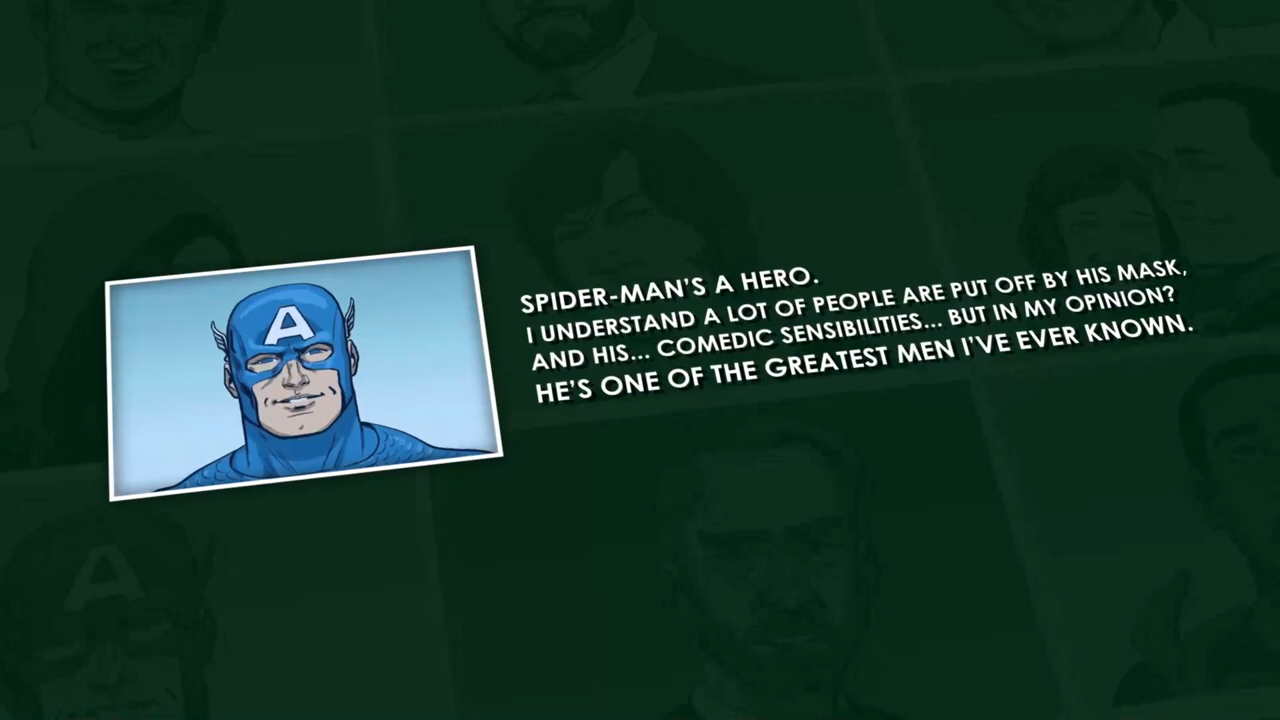 A
SPIDER-MAN'S A HERO.
I UNDERSTAND A LOT OF PEOPLE ARE PUT OFF BY HIS MASK,
AND HIS... COMEDIC SENSIBILITIES... BUT IN MY OPINION?
HE'S ONE OF THE GREATEST MEN I'VE EVER KNOWN.
A